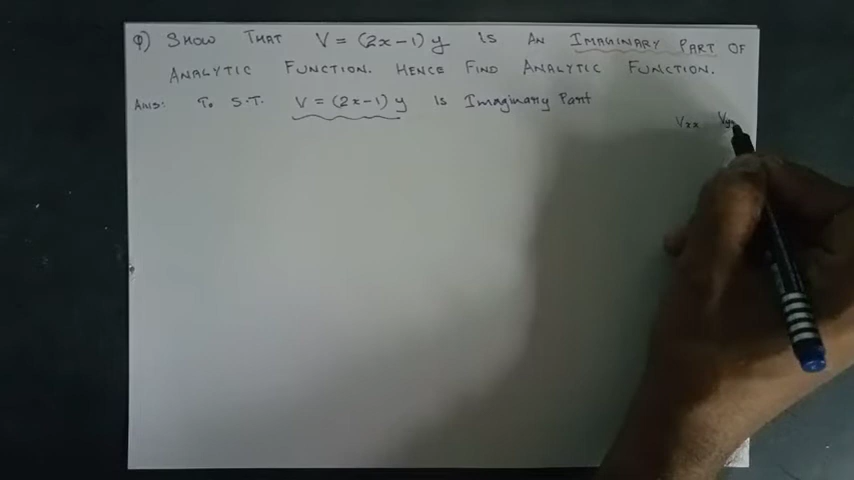 Q) SHOW THAT V = (2x-1) y IS AN IMAGINARY PART OF
ANALYTIC FUNCTION. HENCE FIND ANALYTIC FUNCTION.
Ans: To S.T. V = (2x-1) y Is Imaginary Part
Vxx Vyy